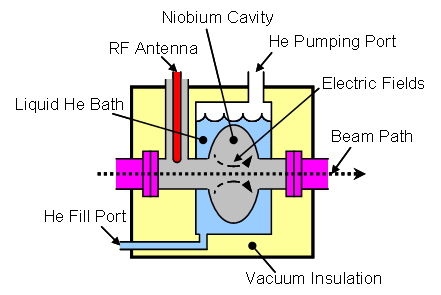 Niobium Cavity
RF Antenna
He Pumping Port
Electric Fields
Liquid He Bath
Beam Path
He Fill Port
Vacuum Insulation